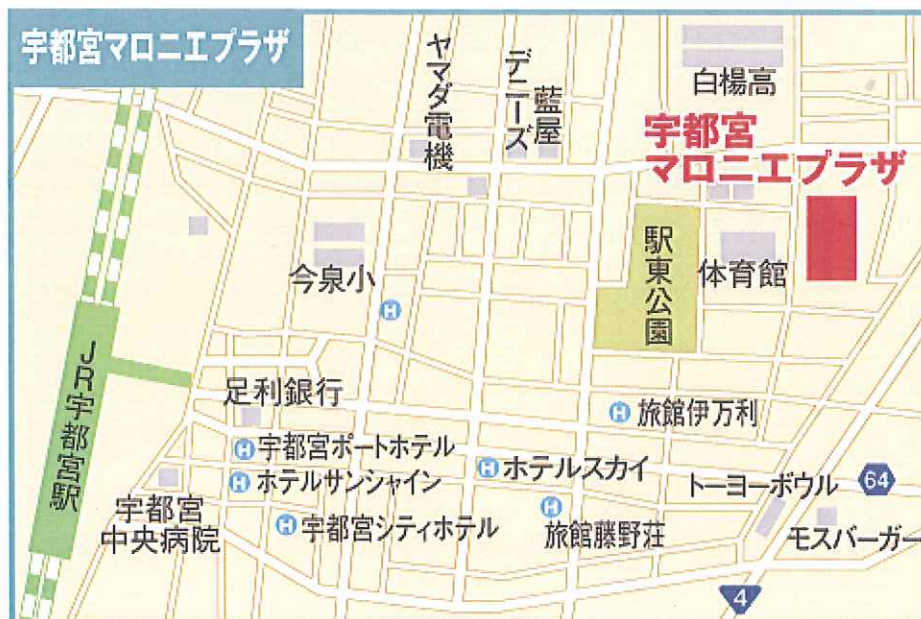 宇都宮マロニエプラザ
ヤマダ電機
デニーズ
藍屋
白楊高
宇都宮
マロニエプラザ
今泉小
H
駅東公園
体育館
JR宇都宮駅
足利銀行
H 旅館伊万利
H 宇都宮ポートホテル
H ホテルサンシャイン
H ホテルスカイ
トーヨーボウル
64
宇都宮
中央病院
H 宇都宮シティホテル
H
旅館藤野荘
モスバーガー
4